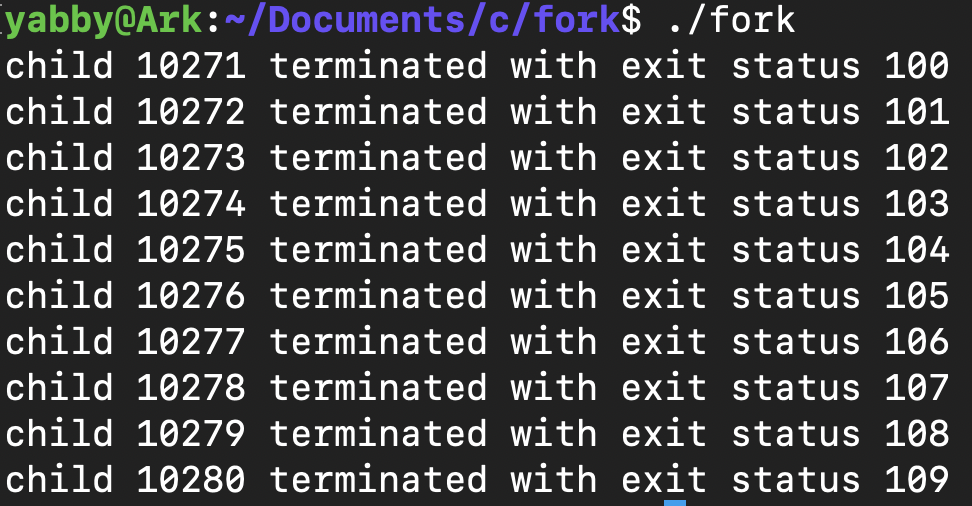 yabby@Ark:~/Documents/c/fork$ ./fork
child 10271 terminated with exit status 100
child 10272 terminated with exit status 101
child 10273 terminated with exit status 102
child 10274 terminated with exit status 103
child 10275 terminated with exit status 104
child 10276 terminated with exit status 105
child 10277 terminated with exit status 106
child 10278 terminated with exit status 107
child 10279 terminated with exit status 108
child 10280 terminated with exit status 109